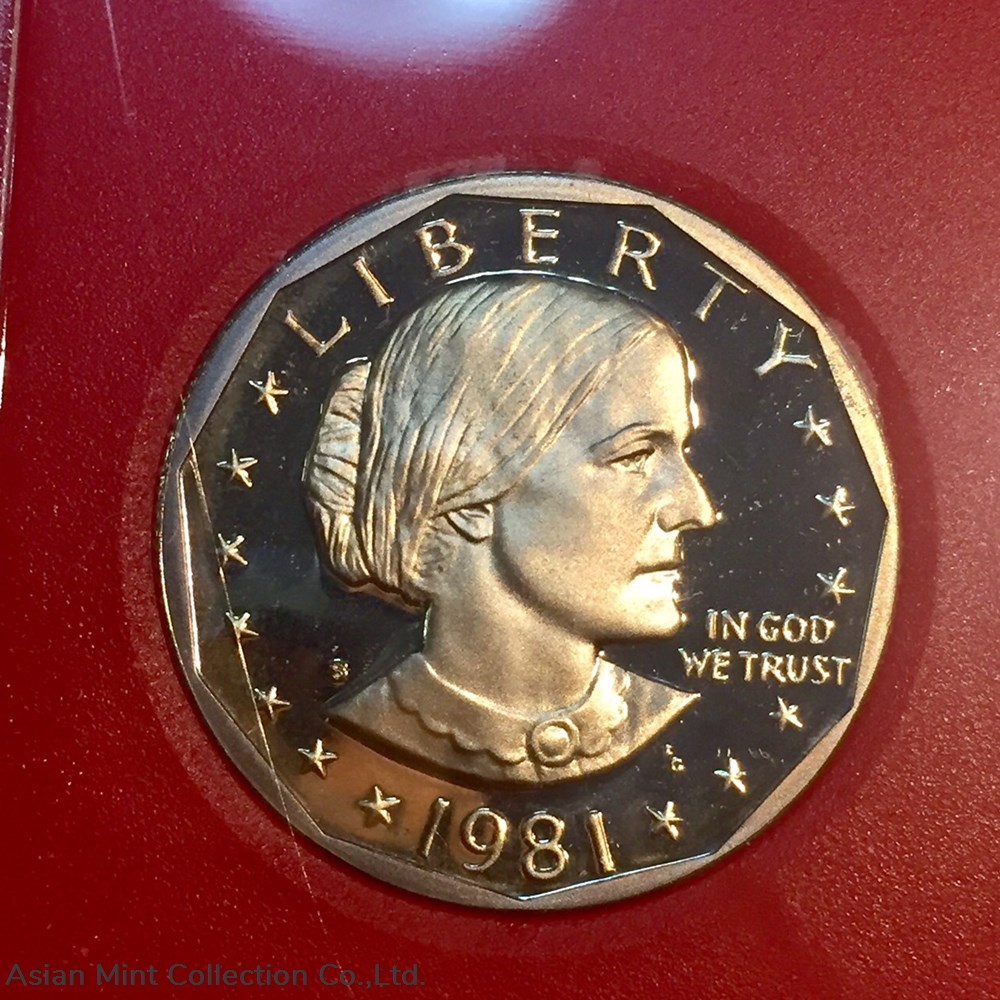 LIBERTY
IN GOD
WE TRUST
S
1981
Asian Mint Collection Co.,Ltd.